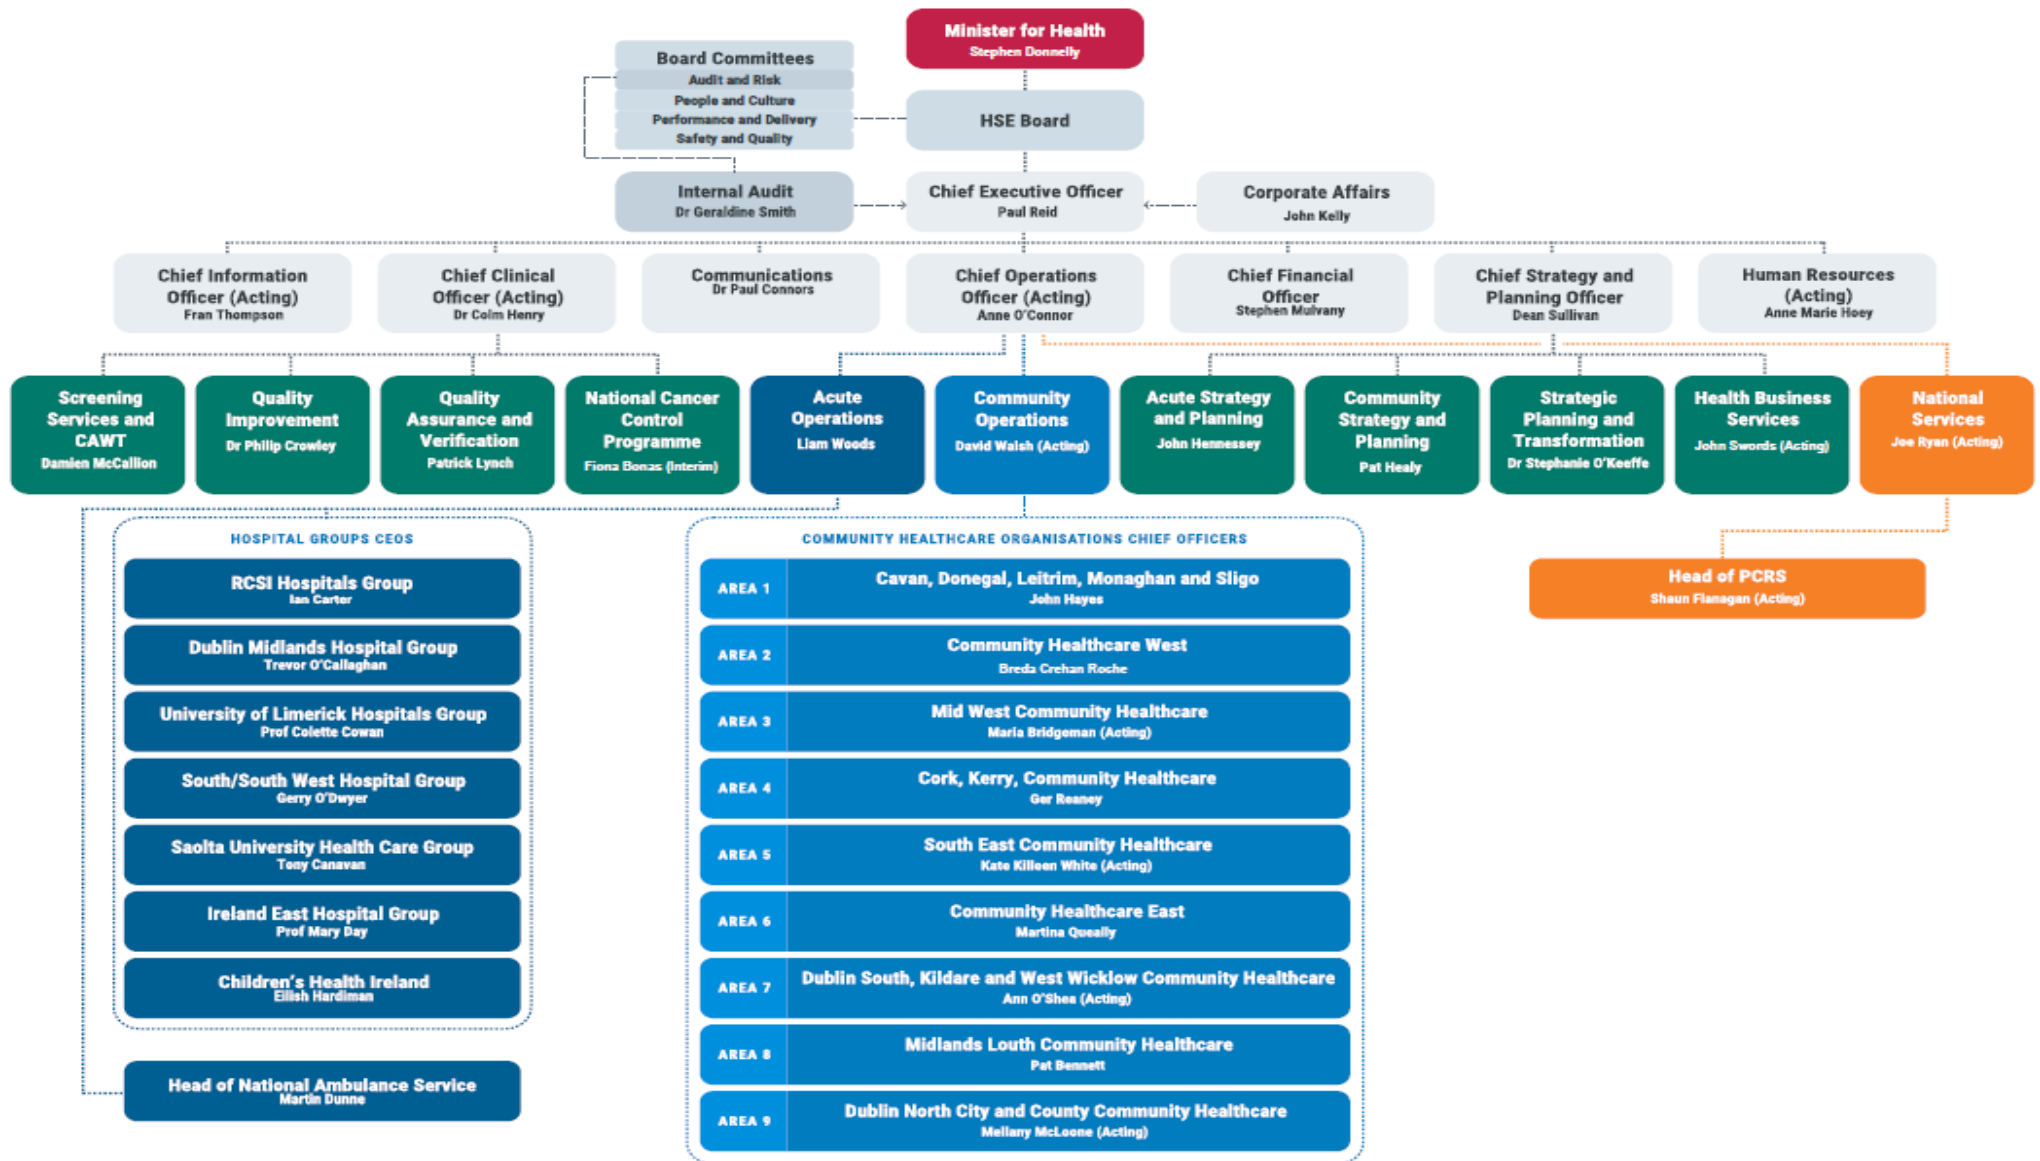 Minister for Health
Stephen Donnelly
Board Committees
Audit and Risk
People and Culture
Performance and Delivery
Safety and Quality
HSE Board
Internal Audit
Dr Geraldine Smith
Chief Executive Officer
Paul Reid
Corporate Affairs
John Kelly
Chief Information
Officer (Acting)
Fran Thompson
Chief Clinical
Officer (Acting)
Dr Colm Henry
Communications
Dr Paul Connors
Chief Operations
Officer (Acting)
Anne O'Connor
Chief Financial
Officer
Stephen Mulvany
Chief Strategy and
Planning Officer
Dean Sullivan
Human Resources
(Acting)
Anne Marie Hoey
Screening
Services and
CAWT
Damien McCallion
Quality
Improvement
Dr Philip Crowley
Quality
Assurance and
Verification
Patrick Lynch
National Cancer
Control
Programme
Fiona Bonas (Interim)
Acute
Operations
Liam Woods
Community
Operations
David Walsh (Acting)
Acute Strategy
and Planning
John Hennessey
Community
Strategy and
Planning
Pat Healy
Strategic
Planning and
Transformation
Dr Stephanie O'Keeffe
Health Business
Services
John Swords (Acting)
National
Services
Joe Ryan (Acting)
HOSPITAL GROUPS CEOS
RCSI Hospitals Group
Ian Carter
Dublin Midlands Hospital Group
Trevor O'Callaghan
University of Limerick Hospitals Group
Prof Colette Cowan
South/South West Hospital Group
Gerry O'Dwyer
Saolta University Health Care Group
Tony Canavan
Ireland East Hospital Group
Prof Mary Day
Children's Health Ireland
Eilish Hardiman
Head of National Ambulance Service
Martin Dunne
COMMUNITY HEALTHCARE ORGANISATIONS CHIEF OFFICERS
AREA 1
Cavan, Donegal, Leitrim, Monaghan and Sligo
John Hayes
AREA 2
Community Healthcare West
Breda Crehan Roche
AREA 3
Mid West Community Healthcare
Maria Bridgeman (Acting)
AREA 4
Cork, Kerry, Community Healthcare
Ger Reaney
AREA 5
South East Community Healthcare
Kate Killeen White (Acting)
AREA 6
Community Healthcare East
Martina Queally
AREA 7
Dublin South, Kildare and West Wicklow Community Healthcare
Ann O'Shea (Acting)
AREA 8
Midlands Louth Community Healthcare
Pat Bennett
AREA 9
Dublin North City and County Community Healthcare
Mellany McLoone (Acting)
Head of PCRS
Shaun Flanagan (Acting)